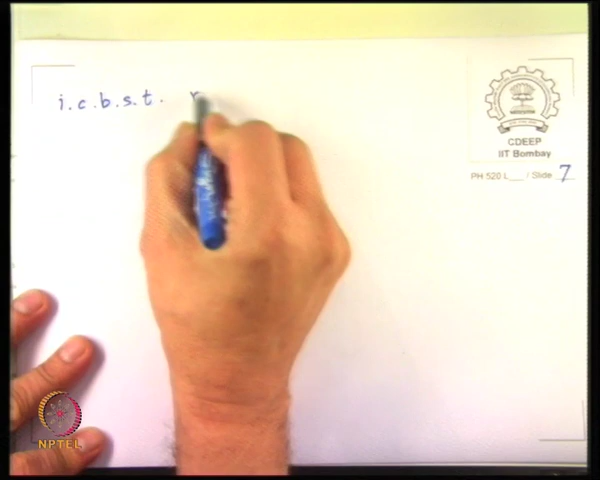 i.c.b.s.t.
CDEEP
IIT Bombay
PH 520 L___ / Slide 7
NPTEL